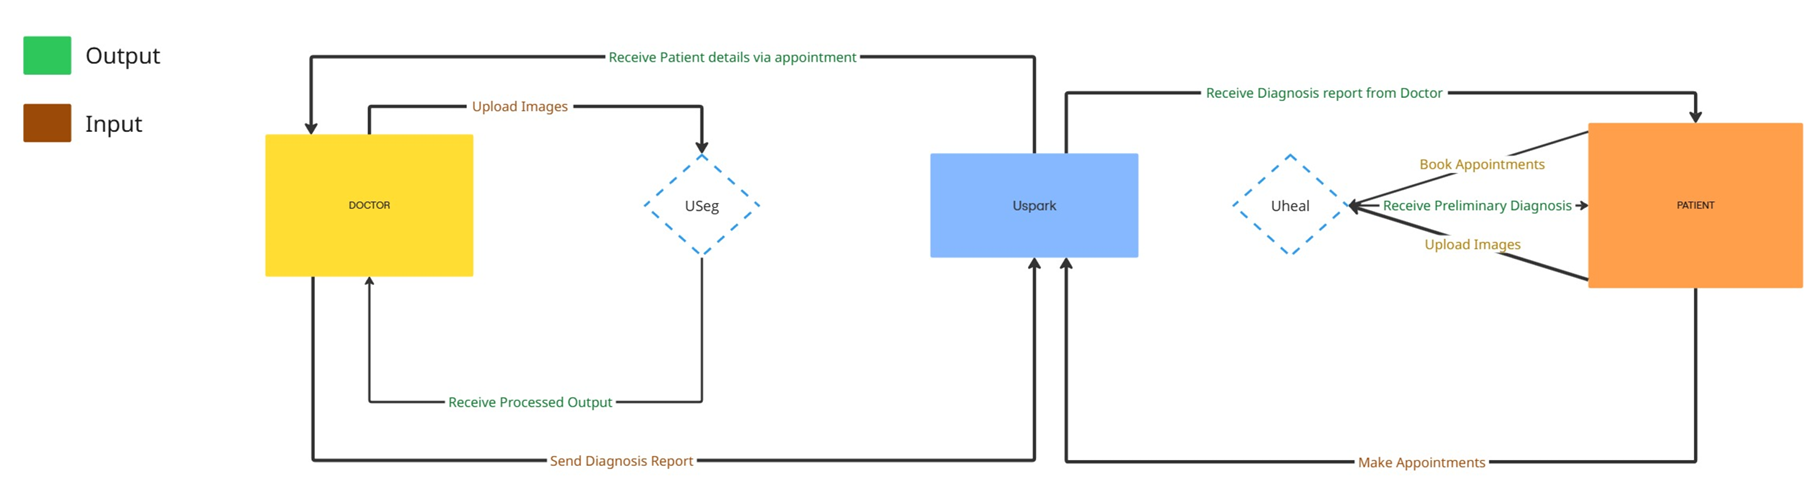 Output
Input
Receive Patient details via appointment
Upload Images
Receive Diagnosis report from Doctor
DOCTOR
USeg
Uspark
Uheal
Book Appointments
Receive Preliminary Diagnosis
Upload Images
PATIENT
Receive Processed Output
Send Diagnosis Report
Make Appointments